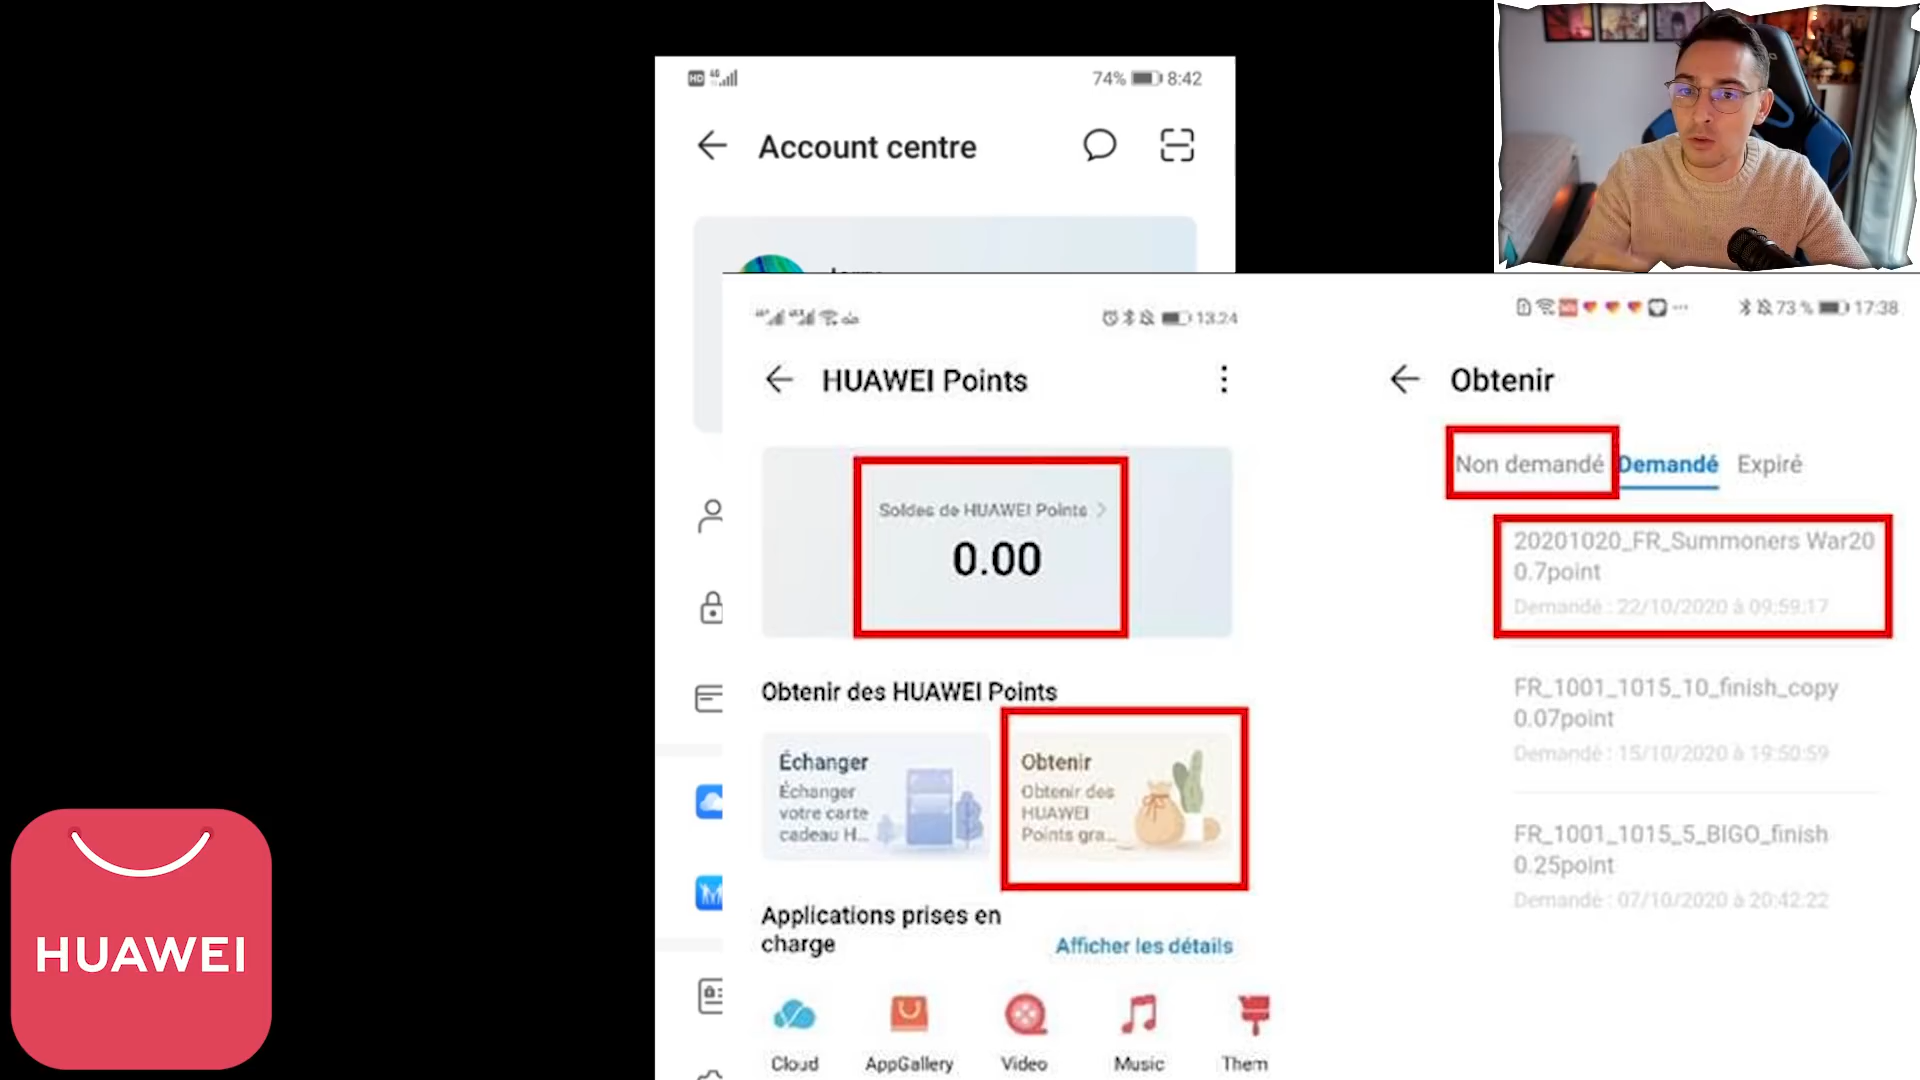 HD 4G 74% 8:42
Account centre
13:24
HUAWEI Points
Soldes de HUAWEI Points
0.00
Obtenir des HUAWEI Points
Échanger
Échanger
votre carte
cadeau H...
Obtenir
Obtenir des
HUAWEI
Points gra...
Applications prises en
charge
Afficher les détails
Cloud
AppGallery
Video
Music
Them
73 % 17:38
Obtenir
Non demandé
Demandé
Expiré
20201020_FR_Summoners War20
0.7point
Demandé : 22/10/2020 à 09:59:17
FR_1001_1015_10_finish_copy
0.07point
Demandé : 15/10/2020 à 19:50:59
FR_1001_1015_5_BIGO_finish
0.25point
Demandé : 07/10/2020 à 20:42:22
HUAWEI